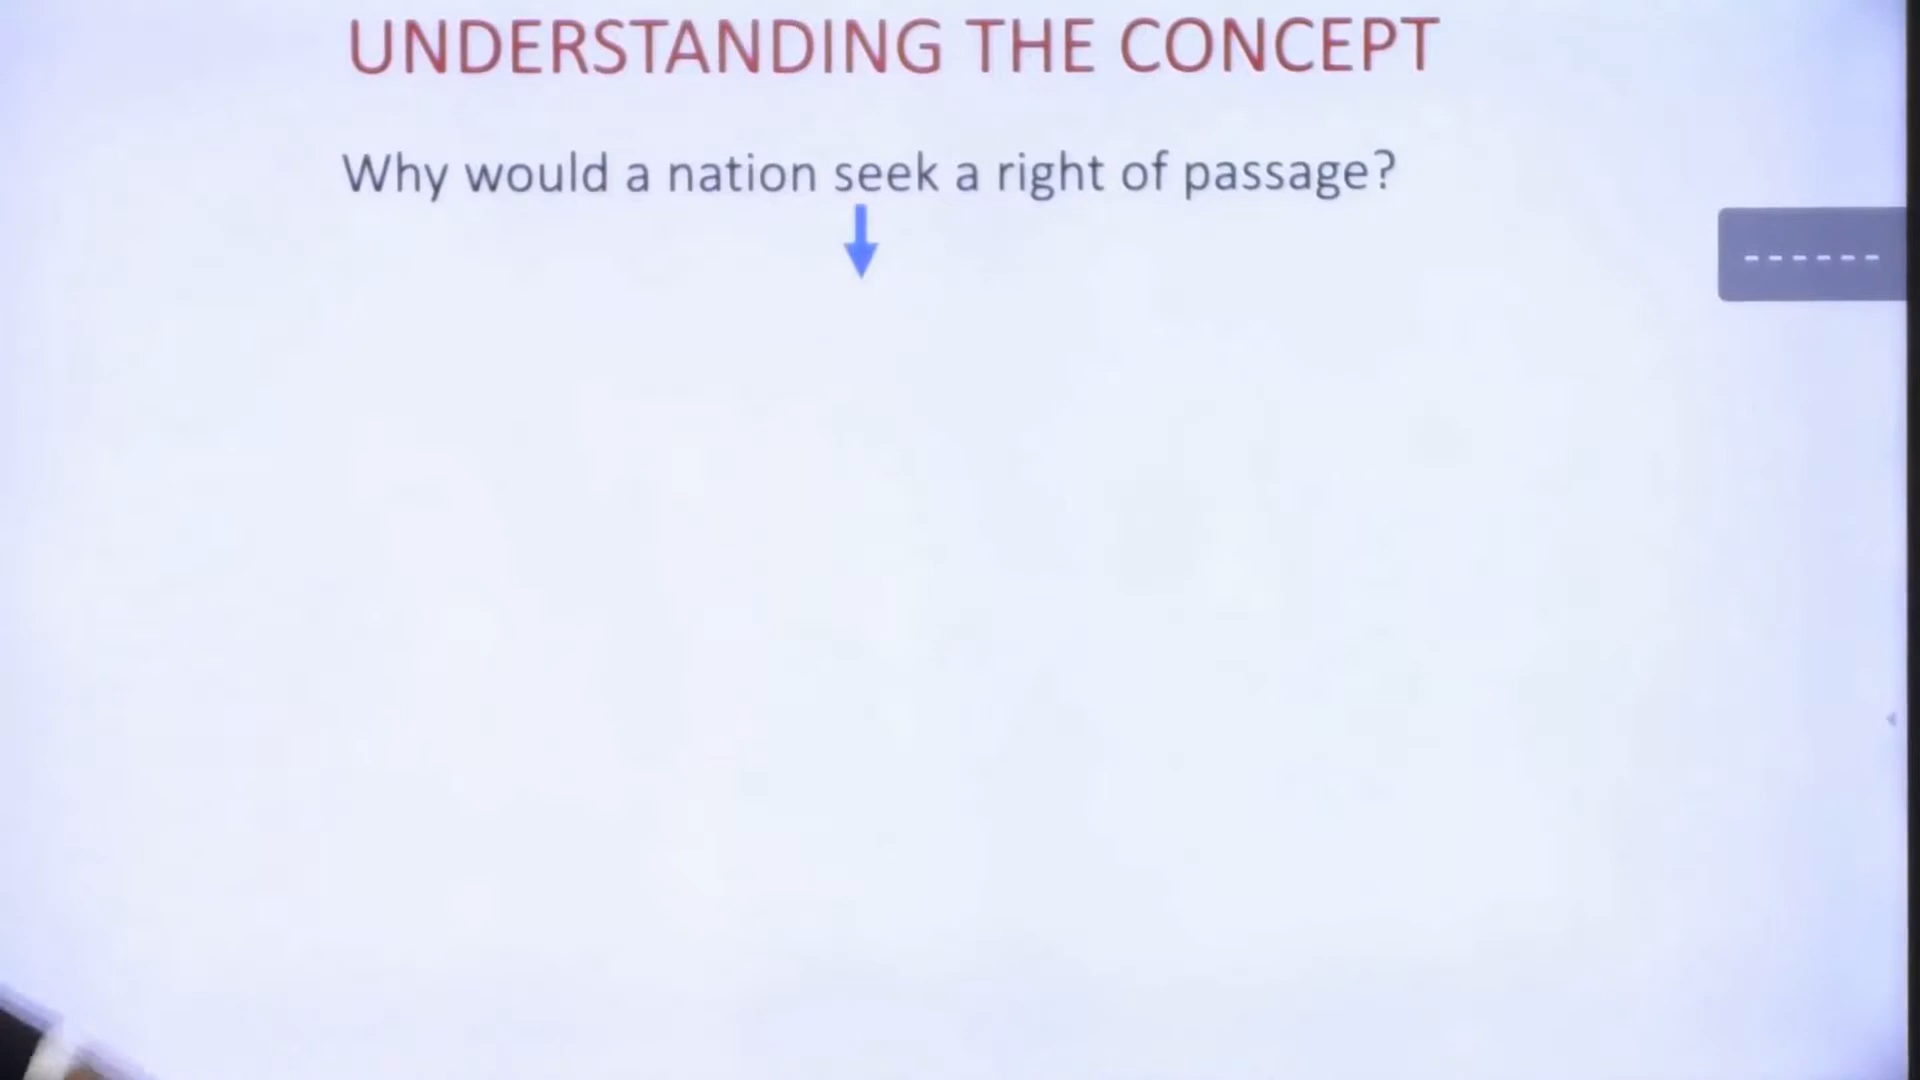 UNDERSTANDING THE CONCEPT
Why would a nation seek a right of passage?
------